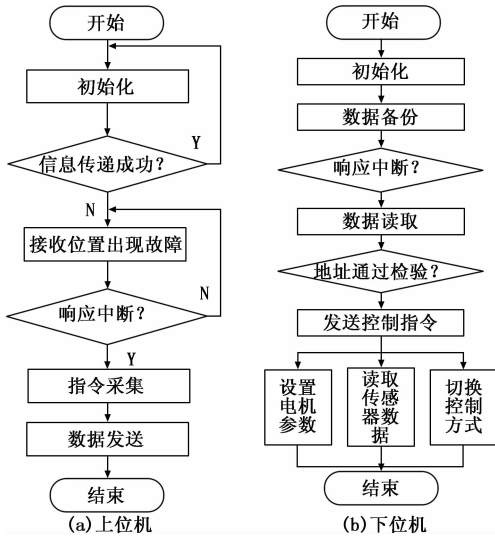 开始
初始化
信息传递成功?
Y
N
接收位置出现故障
N
响应中断?
Y
指令采集
数据发送
结束
(a)上位机
开始
初始化
数据备份
响应中断?
数据读取
地址通过检验?
发送控制指令
设置
电机
参数
读取
传感
器数
据
切换
控制
方式
结束
(b)下位机